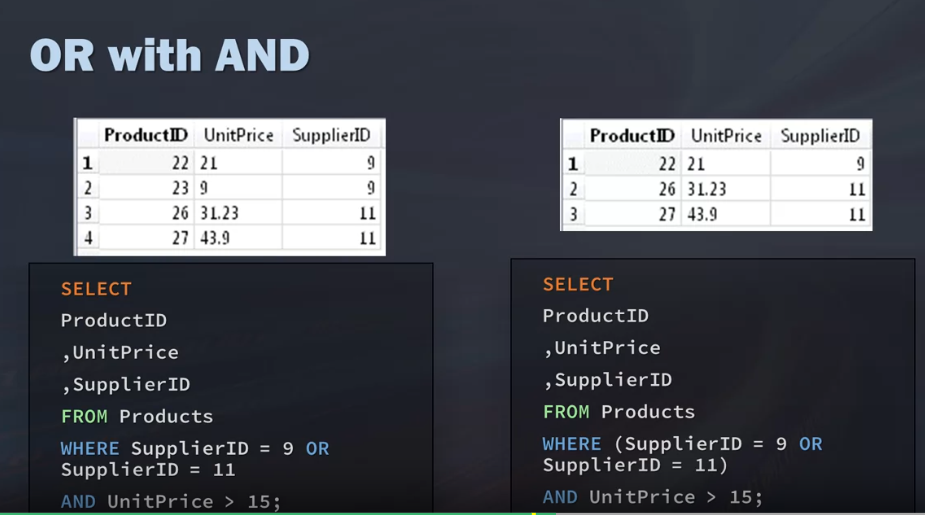 OR with AND
ProductID UnitPrice SupplierID
1 22 21 9
2 23 9 9
3 26 31.23 11
4 27 43.9 11
SELECT
ProductID
,UnitPrice
,SupplierID
FROM Products
WHERE SupplierID = 9 OR
SupplierID = 11
AND UnitPrice > 15;
ProductID UnitPrice SupplierID
1 22 21 9
2 26 31.23 11
3 27 43.9 11
SELECT
ProductID
,UnitPrice
,SupplierID
FROM Products
WHERE (SupplierID = 9 OR
SupplierID = 11)
AND UnitPrice > 15;